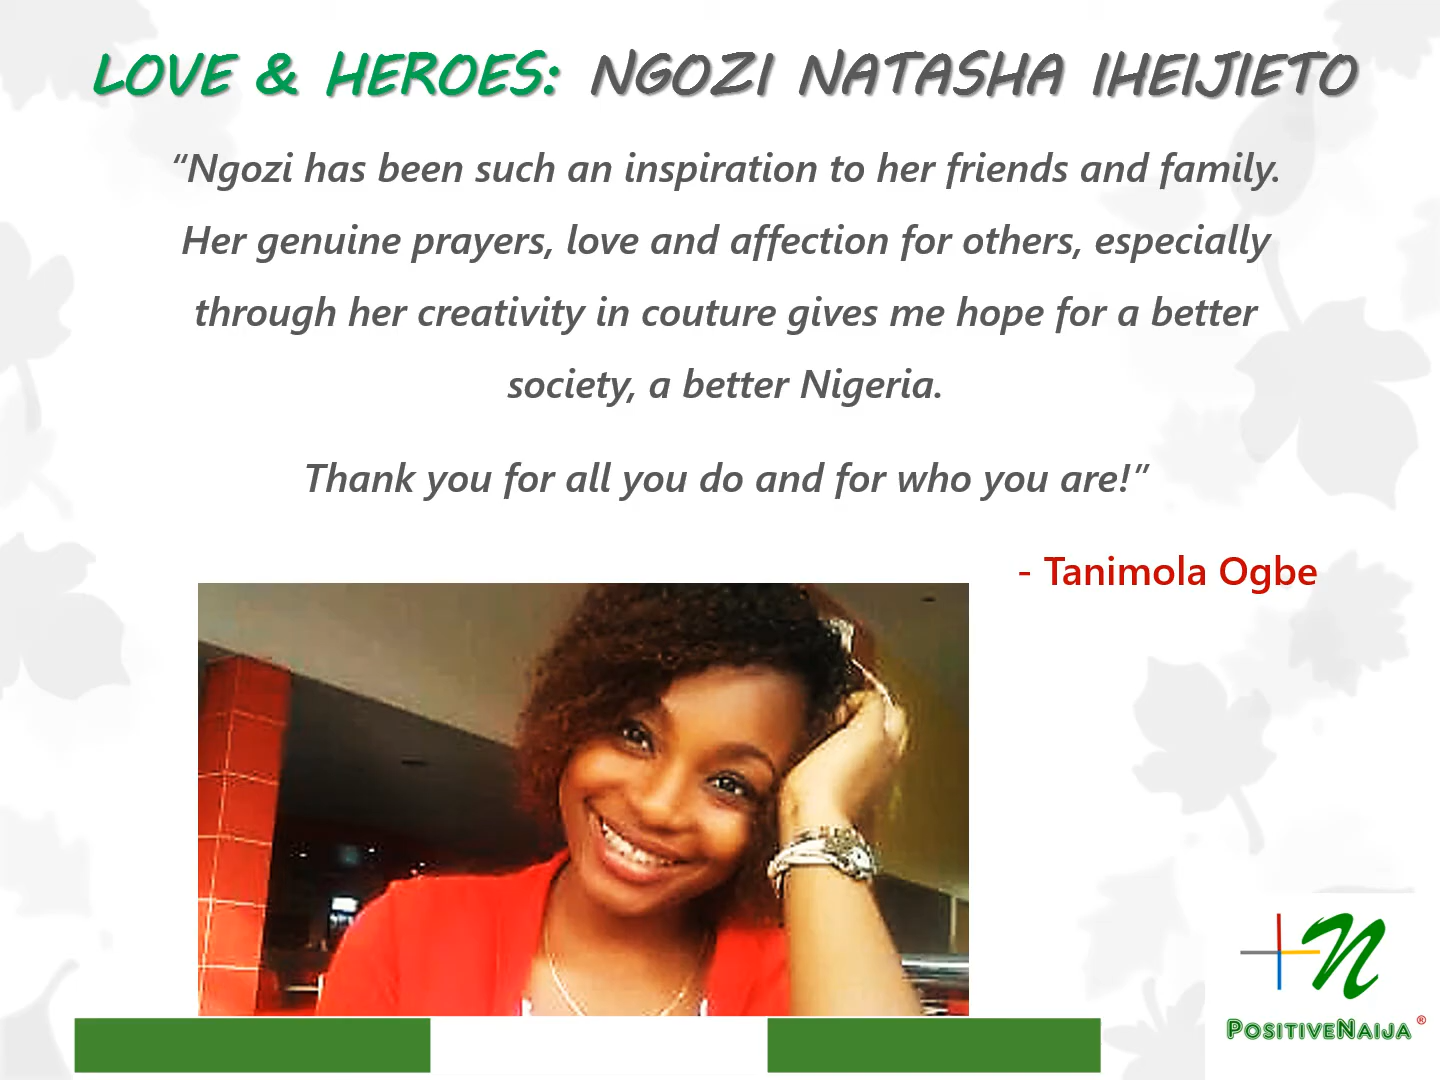 LOVE & HEROES: NGOZI NATASHA IHEIJIETO
“Ngozi has been such an inspiration to her friends and family.
Her genuine prayers, love and affection for others, especially
through her creativity in couture gives me hope for a better
society, a better Nigeria.
Thank you for all you do and for who you are!”
- Tanimola Ogbe
+N
POSITIVENAIJA®